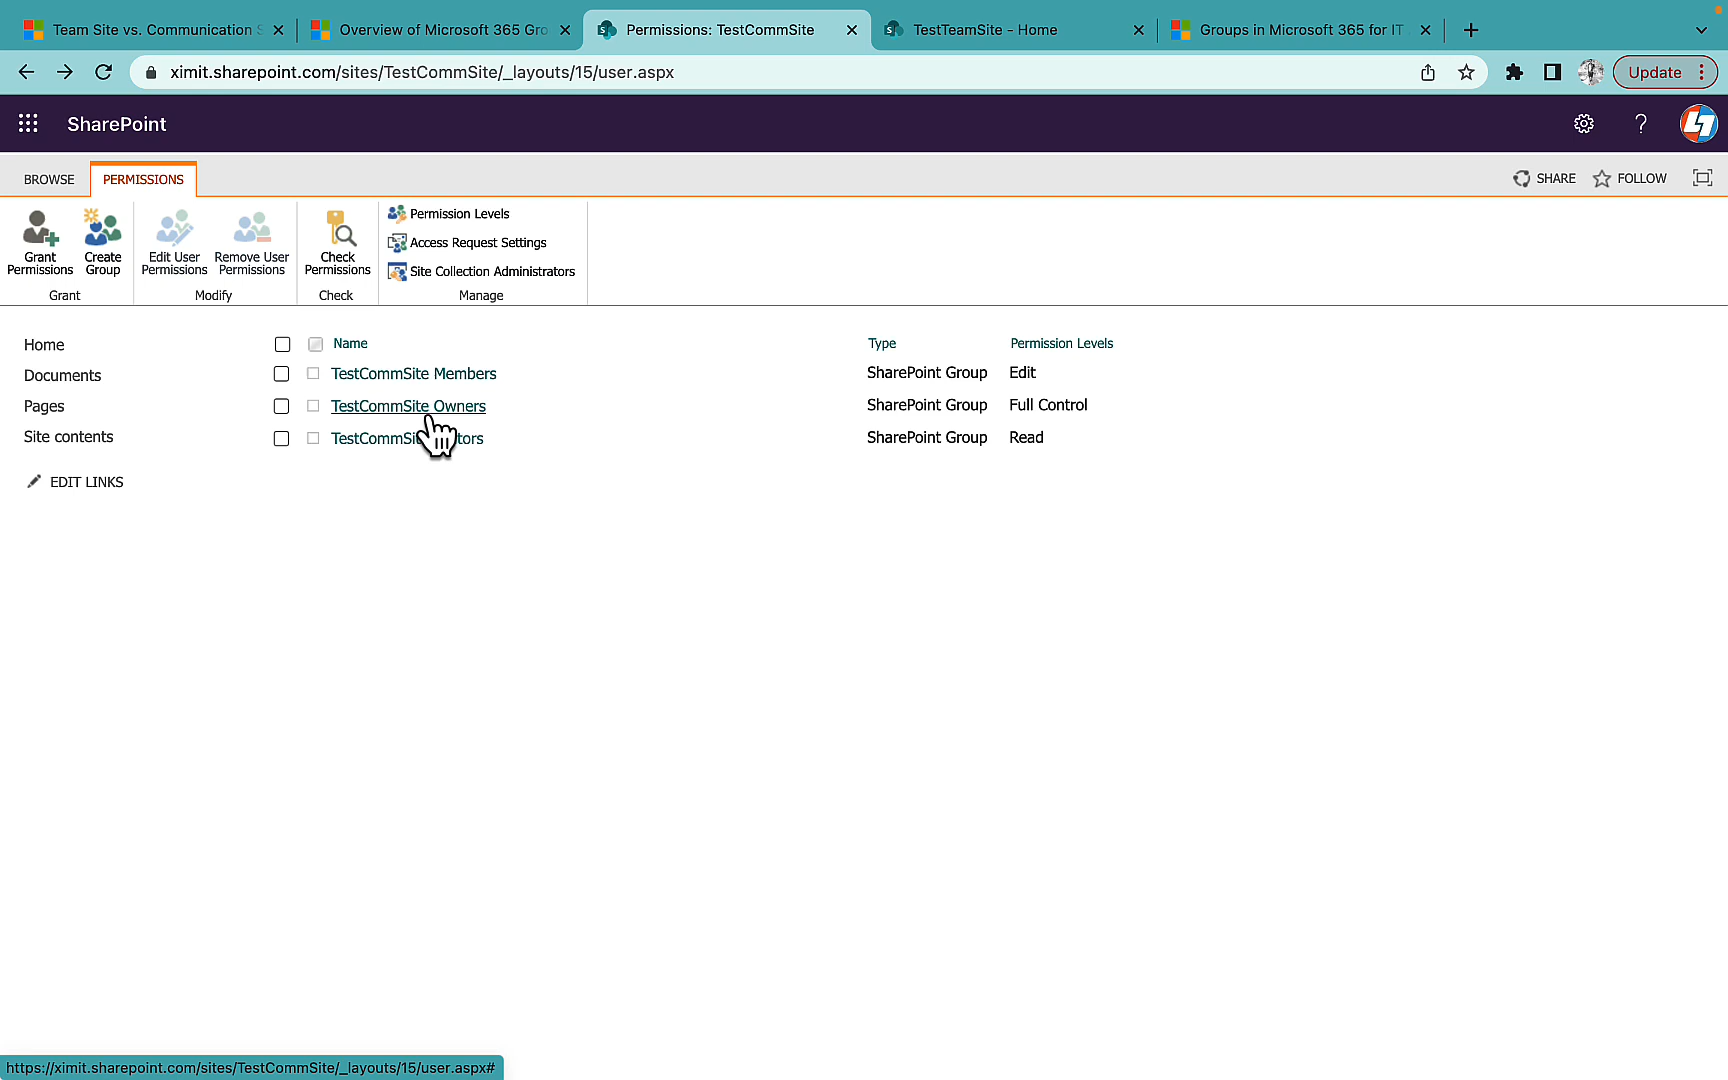 Team Site vs. Communication S
Overview of Microsoft 365 Gro
Permissions: TestCommSite
TestTeamSite - Home
Groups in Microsoft 365 for IT
ximit.sharepoint.com/sites/TestCommSite/_layouts/15/user.aspx
Update
SharePoint
BROWSE
PERMISSIONS
SHARE
FOLLOW
Grant Permissions
Create Group
Grant
Edit User Permissions
Remove User Permissions
Modify
Check Permissions
Check
Permission Levels
Access Request Settings
Site Collection Administrators
Manage
Home
Documents
Pages
Site contents
EDIT LINKS
Name Type Permission Levels
TestCommSite Members SharePoint Group Edit
TestCommSite Owners SharePoint Group Full Control
SharePoint Group Read
https://ximit.sharepoint.com/sites/TestCommSite/_layouts/15/user.aspx#